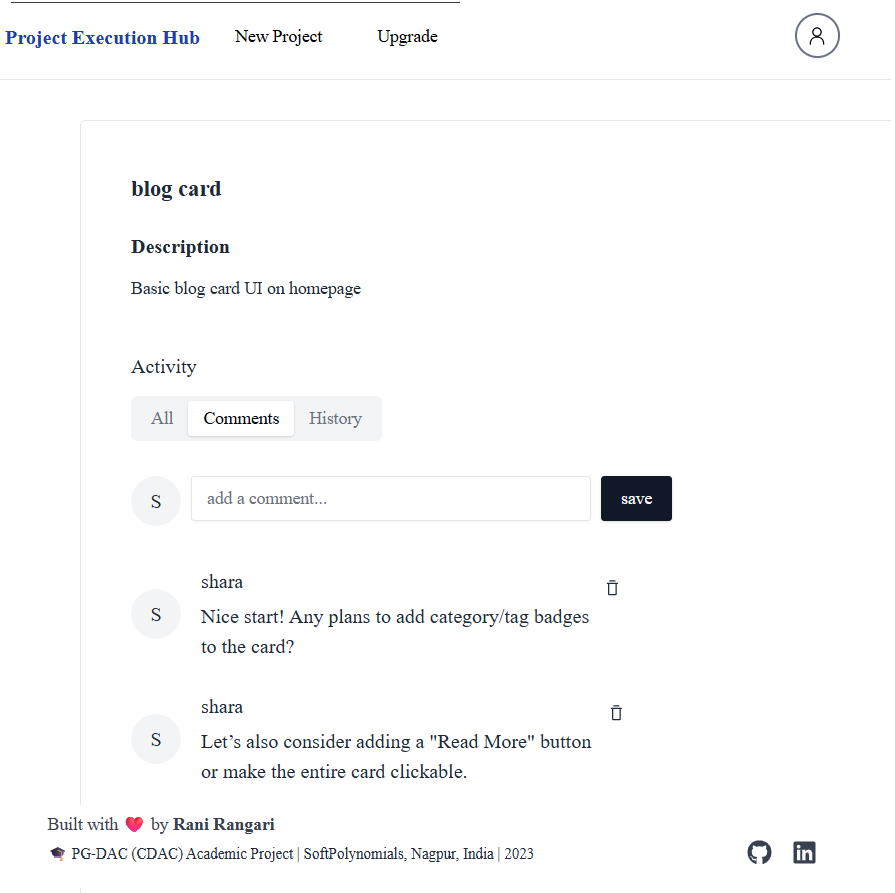 Project Execution Hub New Project Upgrade
blog card
Description
Basic blog card UI on homepage
Activity
All Comments History
S add a comment... save
shara
S Nice start! Any plans to add category/tag badges
to the card?
shara
S Let’s also consider adding a "Read More" button
or make the entire card clickable.
Built with ❤️ by Rani Rangari
🎓 PG-DAC (CDAC) Academic Project | SoftPolynomials, Nagpur, India | 2023
in